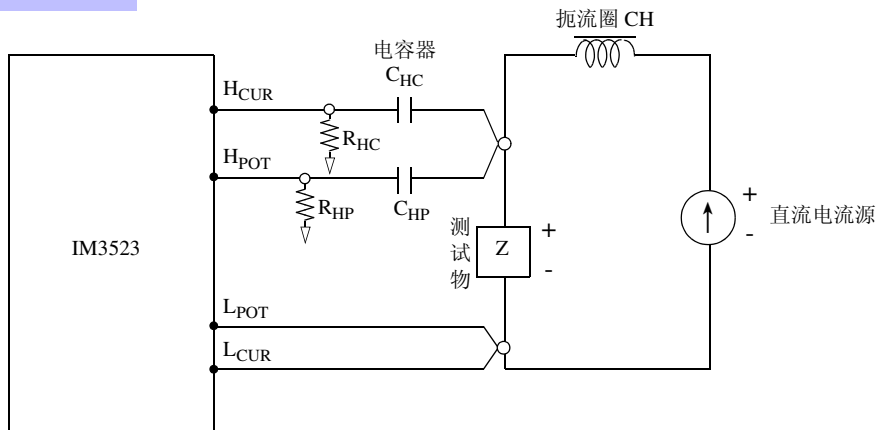 扼流圈 CH
电容器
CHC
HCUR
RHC
HPOT
RHP
CHP
IM3523
测试物
Z
+
-
+
-
直流电流源
LPOT
LCUR